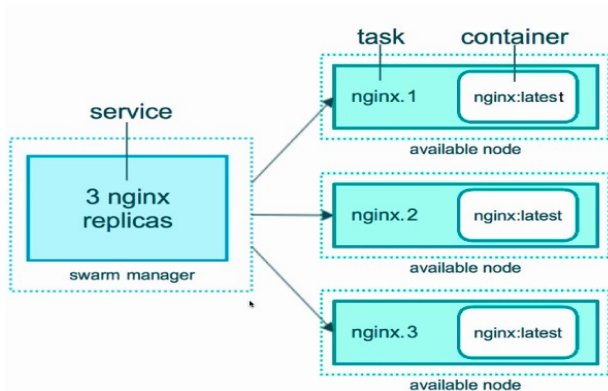 task
container
nginx.1
nginx:latest
available node
service
3 nginx
replicas
swarm manager
nginx.2
nginx:latest
available node
nginx.3
nginx:latest
available node